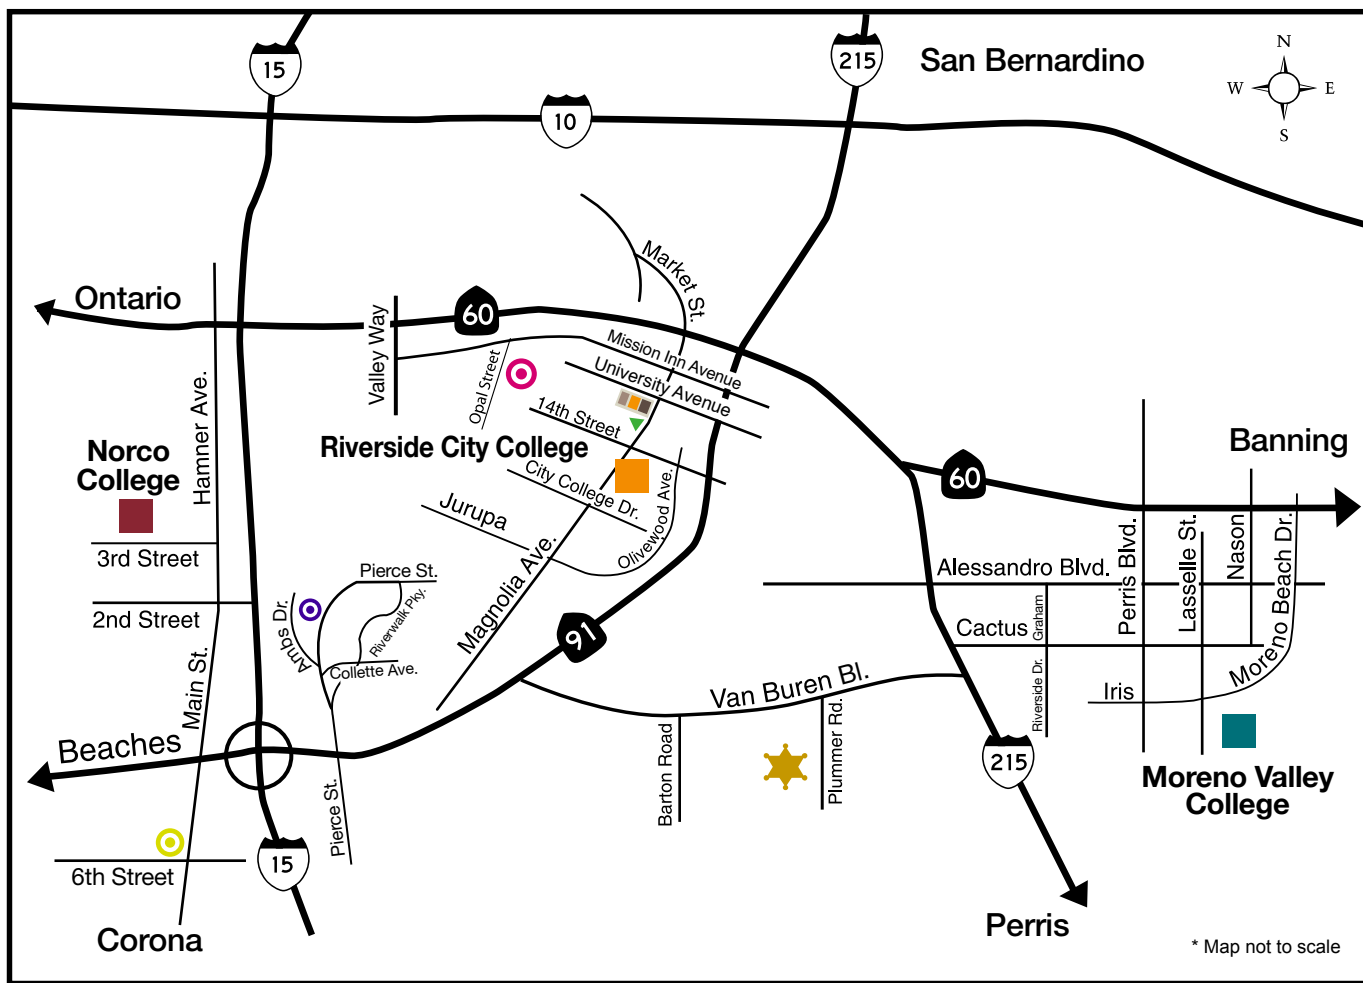 15
215
San Bernardino
N
W
E
S
10
Market St.
Ontario
60
Valley Way
Mission Inn Avenue
University Avenue
Opal Street
14th Street
Hamner Ave.
Riverside City College
Norco
College
City College Dr.
Olivewood Ave.
Jurupa
Banning
60
Perris Blvd.
Lasselle St.
Nason
Moreno Beach Dr.
3rd Street
Magnolia Ave.
Pierce St.
Alessandro Blvd.
Riverwalk Pky.
Graham
2nd Street
Ambs Dr.
Cactus
91
Collette Ave.
Main St.
Van Buren Bl.
Riverside Dr.
Iris
Beaches
Barton Road
Plummer Rd.
215
Moreno Valley
College
Pierce St.
15
6th Street
Corona
Perris
* Map not to scale